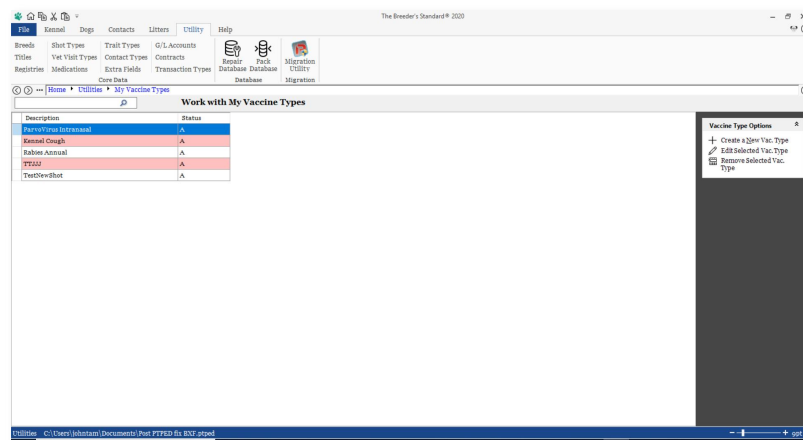 The Breeder's Standard® 2020
File Kennel Dogs Contacts Litters Utility Help
Breeds Shot Types Trait Types G/L Accounts
Titles Vet Visit Types Contact Types Contracts
Registries Medications Extra Fields Transaction Types
Repair Database Pack Database Migration Utility
Core Data Database Migration
Home Utilities My Vaccine Types
Work with My Vaccine Types
Description Status
ParvoVirus Intranasal A
Kennel Cough A
Rabies Annual A
TTJJJ A
TestNewShot A
Vaccine Type Options
Create a New Vac. Type
Edit Selected Vac. Type
Remove Selected Vac.
Type
Utilities C:\Users\johntam\Documents\Post PTPED fix BXF.ptped